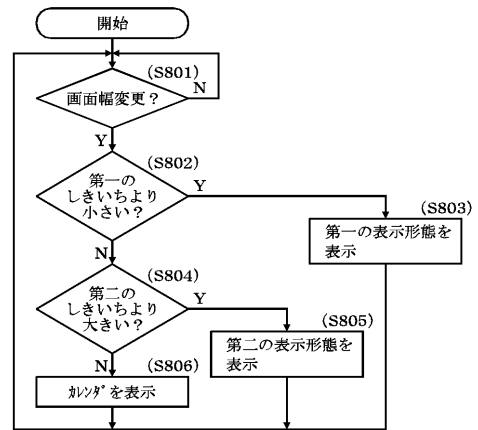 開始
(S801)
画面幅変更？
N
Y
(S802)
第一の
しきいちより
小さい？
Y
(S803)
第一の表示形態を
表示
N
(S804)
第二の
しきいちより
大きい？
Y
(S805)
第二の表示形態を
表示
N
(S806)
ｶﾚﾝﾀﾞを表示